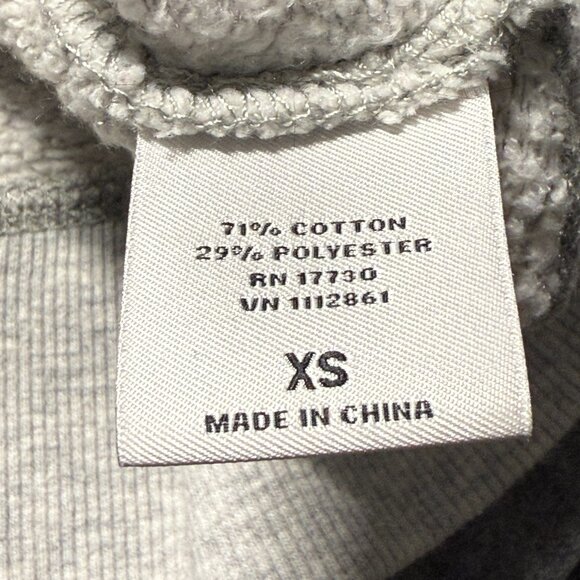 71% COTTON
29% POLYESTER
RN 17730
VN 1112861
XS
MADE IN CHINA